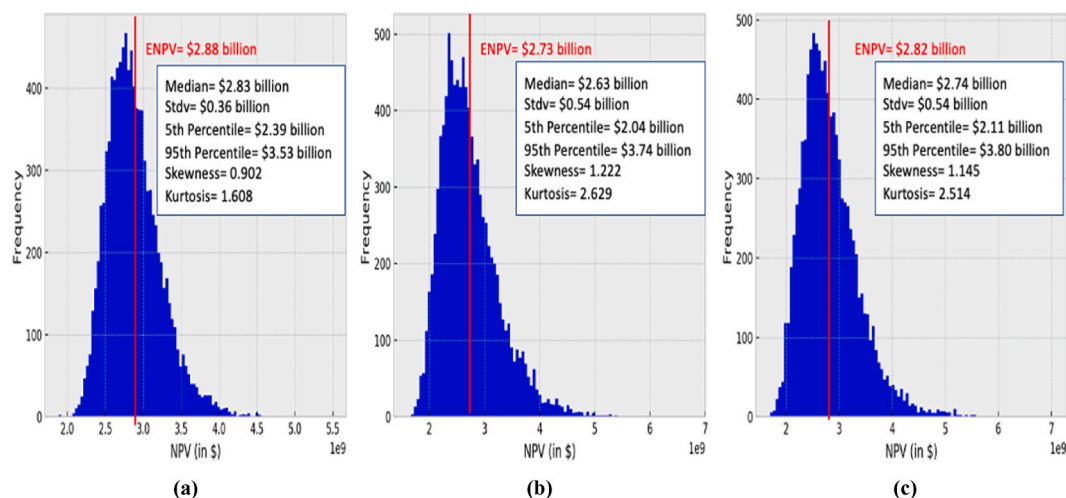 ENPV= $2.88 billion
Median= $2.83 billion
Stdv= $0.36 billion
5th Percentile= $2.39 billion
95th Percentile= $3.53 billion
Skewness= 0.902
Kurtosis= 1.608
Frequency
400
300
200
100
0
2.0 2.5 3.0 3.5 4.0 4.5 5.0 5.5
1e9
NPV (in $)
(a)
ENPV= $2.73 billion
Median= $2.63 billion
Stdv= $0.54 billion
5th Percentile= $2.04 billion
95th Percentile= $3.74 billion
Skewness= 1.222
Kurtosis= 2.629
Frequency
500
400
300
200
100
0
2 3 4 5 6 7
1e9
NPV (in $)
(b)
ENPV= $2.82 billion
Median= $2.74 billion
Stdv= $0.54 billion
5th Percentile= $2.11 billion
95th Percentile= $3.80 billion
Skewness= 1.145
Kurtosis= 2.514
Frequency
500
400
300
200
100
0
2 3 4 5 6 7
1e9
NPV (in $)
(c)